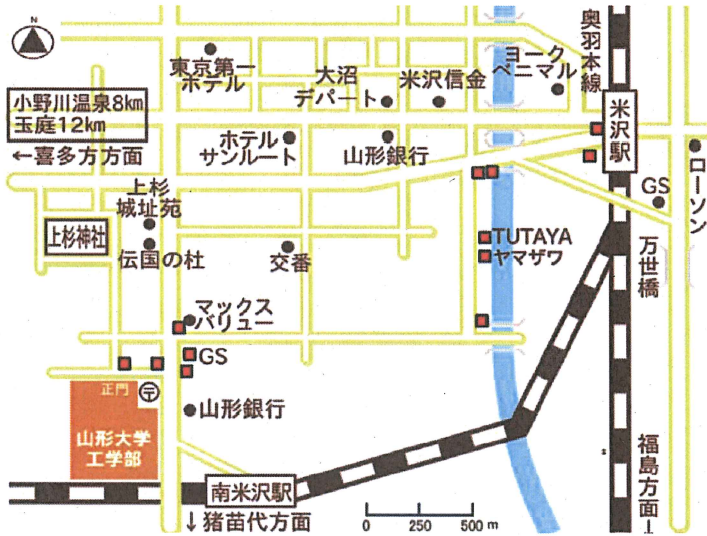 N
奥羽本線
東京第一
ホテル
大沼
デパート
米沢信金
ヨーク
ベニマル
小野川温泉8km
玉庭12km
←喜多方方面
ホテル
サンルート
山形銀行
米沢駅
ローソン
GS
上杉
城址苑
上杉神社
伝国の杜
交番
TUTAYA
ヤマザワ
万世橋
マックス
バリュー
GS
正門
〒
山形銀行
山形大学
工学部
南米沢駅
↓猪苗代方面
福島方面→
0 250 500 m